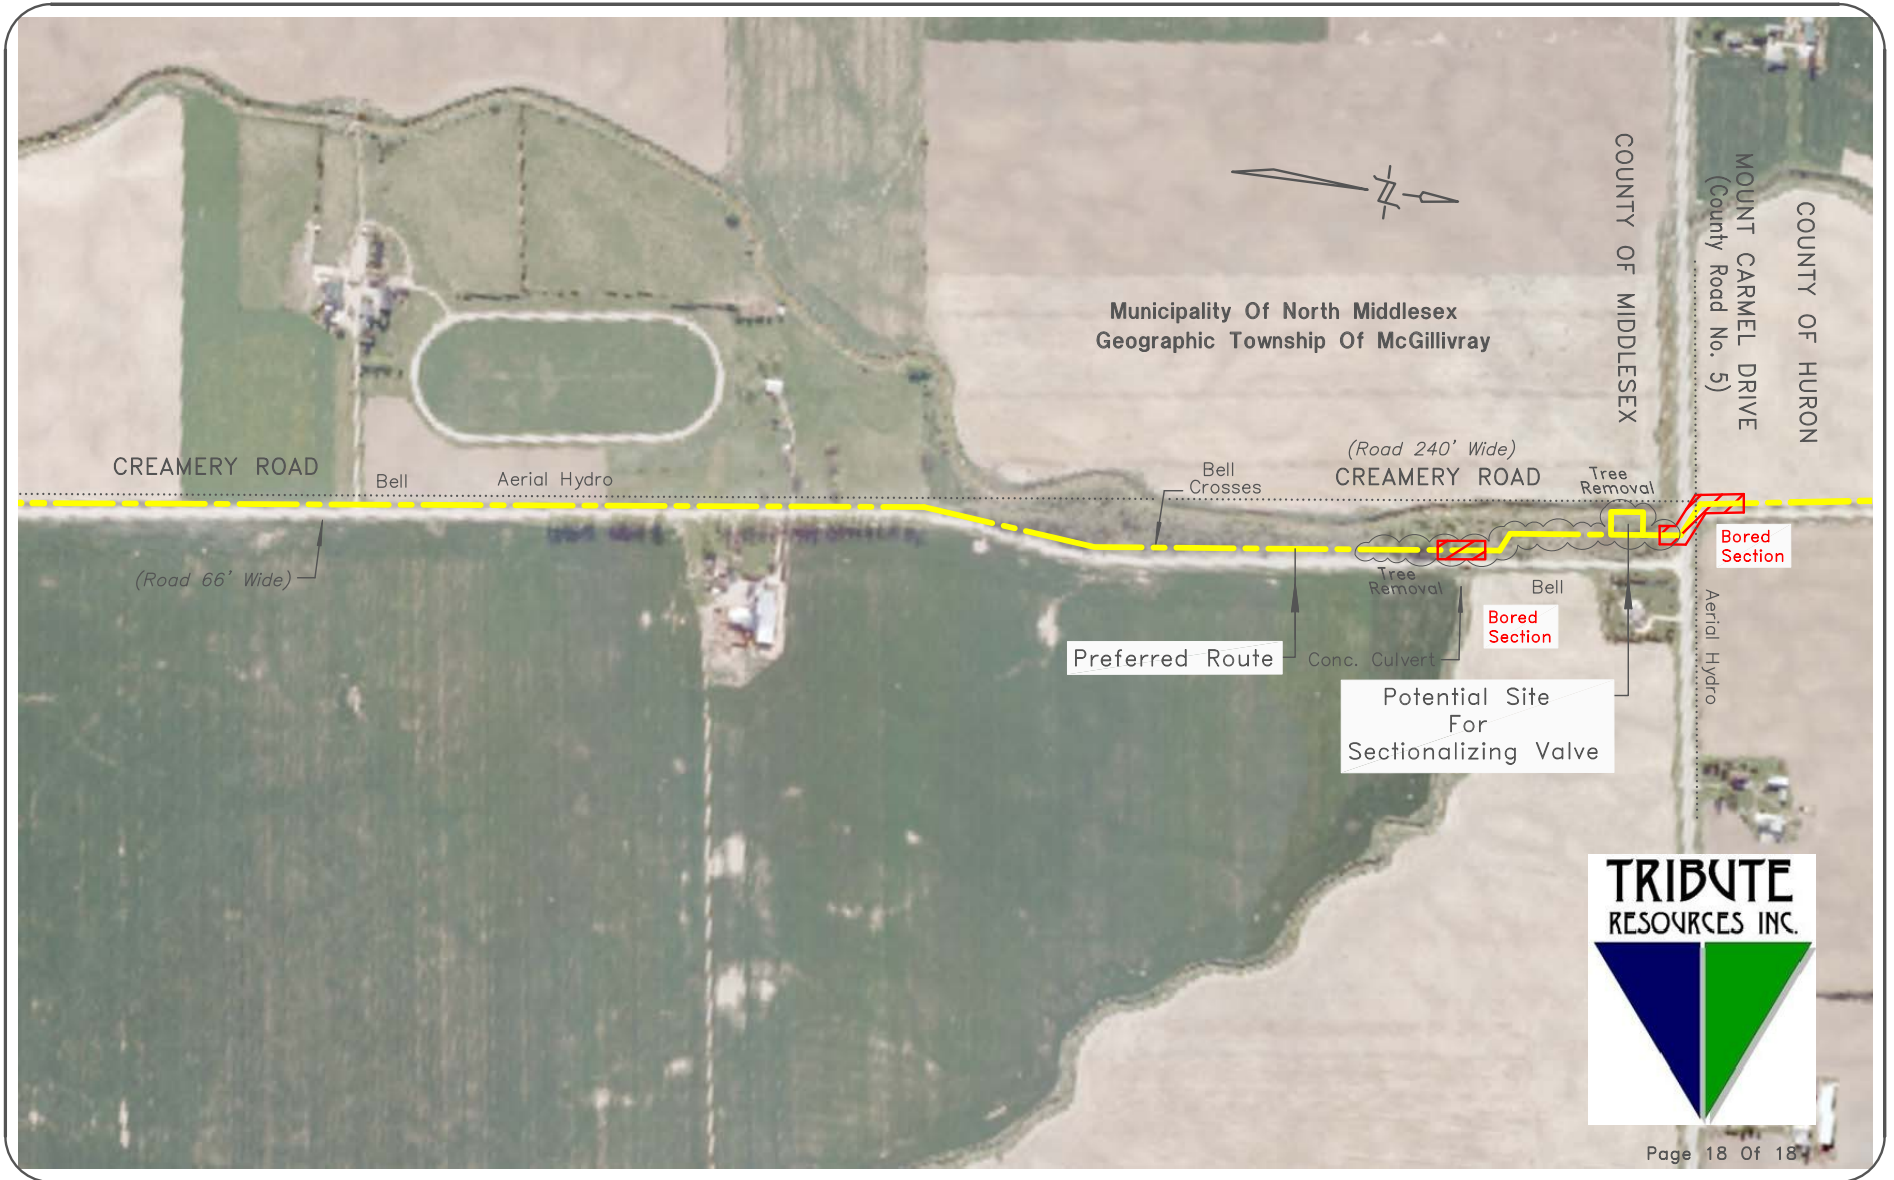 COUNTY OF MIDDLESEX
MOUNT CARMEL DRIVE
(County Road No. 5)
COUNTY OF HURON
Municipality Of North Middlesex
Geographic Township Of McGillivray
CREAMERY ROAD
Bell
Aerial Hydro
(Road 66' Wide)
Bell
Crosses
(Road 240' Wide)
CREAMERY ROAD
Tree
Removal
Bored
Section
Tree
Removal
Bell
Bored
Section
Aerial Hydro
Preferred Route
Conc. Culvert
Potential Site
For
Sectionalizing Valve
TRIBUTE
RESOURCES INC.
Page 18 Of 18